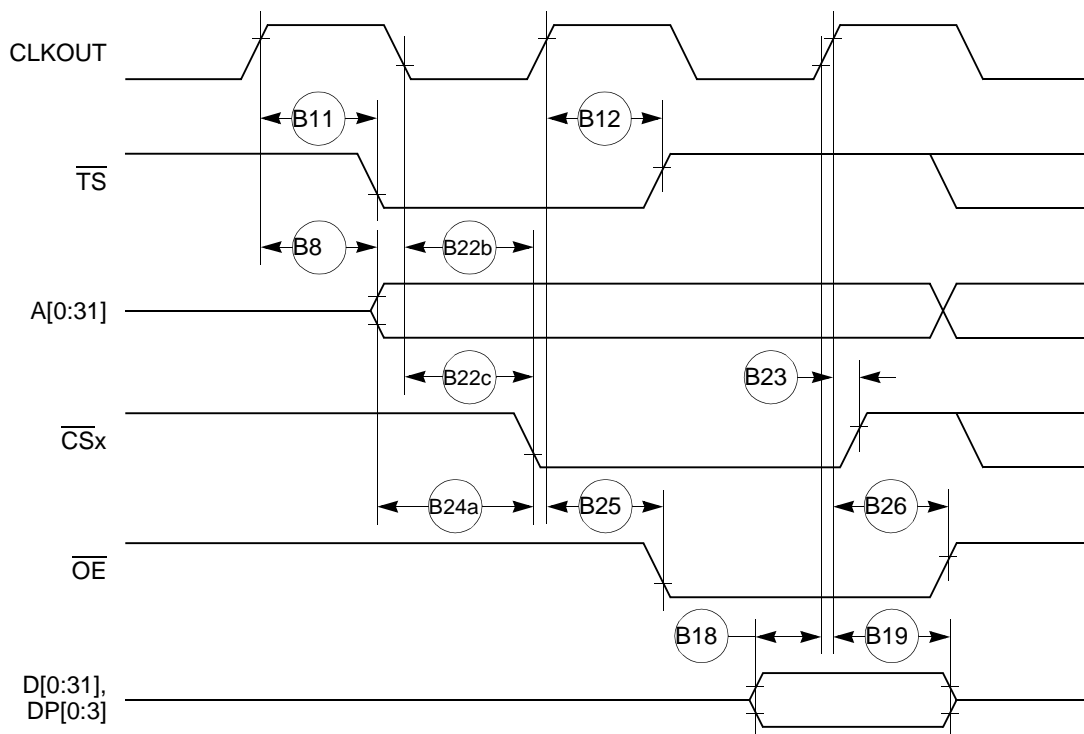 CLKOUT
B11
B12
TS
B8
B22b
A[0:31]
B22c
B23
CSx
B24a
B25
B26
OE
B18
B19
D[0:31],
DP[0:3]